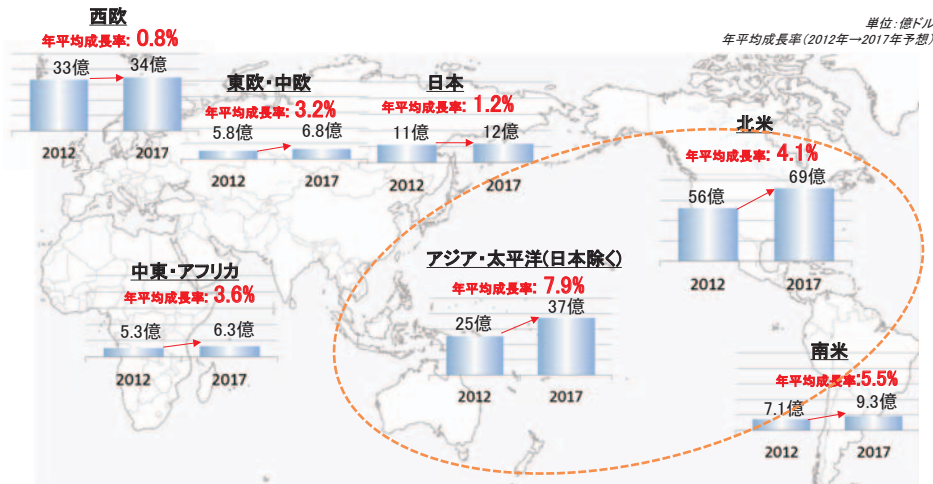 西欧
年平均成長率: 0.8%
33億
34億
2012
2017
単位:億ドル
年平均成長率(2012年→2017年予想)
東欧・中欧
年平均成長率: 3.2%
5.8億
6.8億
2012
2017
日本
年平均成長率: 1.2%
11億
12億
2012
2017
北米
年平均成長率: 4.1%
56億
69億
2012
2017
中東・アフリカ
年平均成長率: 3.6%
5.3億
6.3億
2012
2017
アジア・太平洋(日本除く)
年平均成長率: 7.9%
25億
37億
2012
2017
南米
年平均成長率:5.5%
7.1億
9.3億
2012
2017